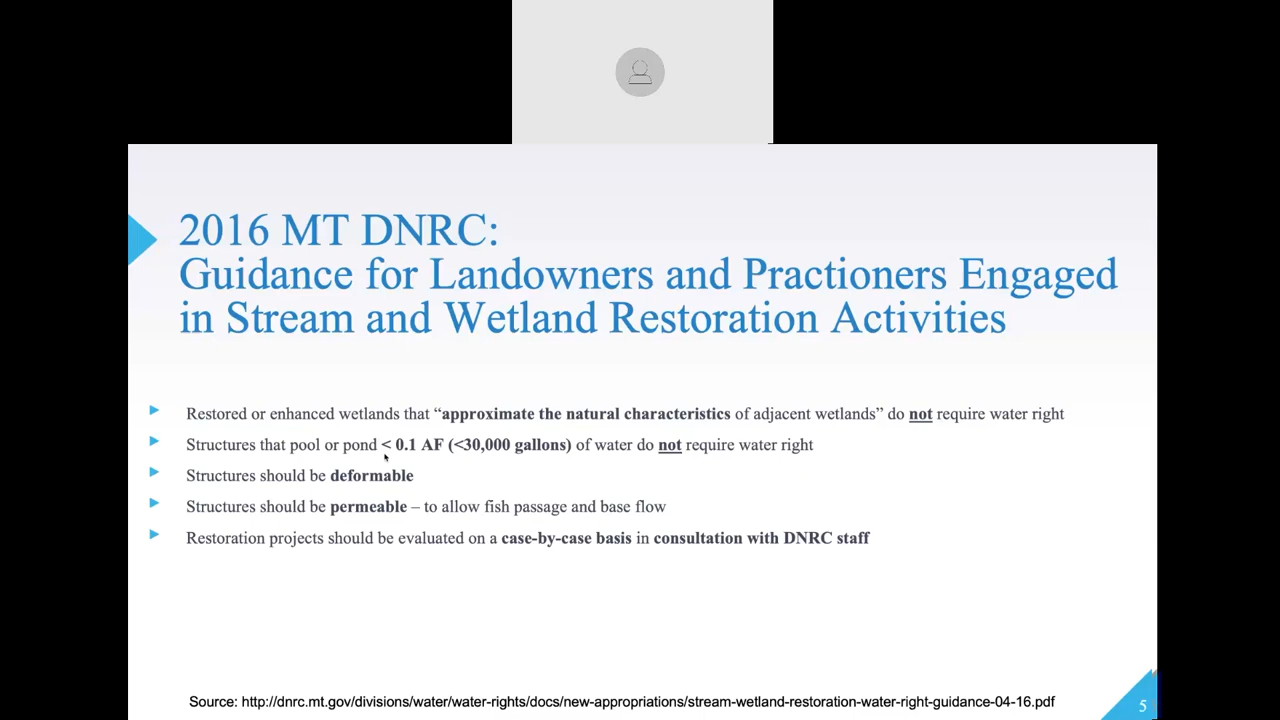 2016 MT DNRC:
Guidance for Landowners and Practioners Engaged
in Stream and Wetland Restoration Activities
Restored or enhanced wetlands that “approximate the natural characteristics of adjacent wetlands” do not require water right
Structures that pool or pond < 0.1 AF (<30,000 gallons) of water do not require water right
Structures should be deformable
Structures should be permeable – to allow fish passage and base flow
Restoration projects should be evaluated on a case-by-case basis in consultation with DNRC staff
Source: http://dnrc.mt.gov/divisions/water/water-rights/docs/new-appropriations/stream-wetland-restoration-water-right-guidance-04-16.pdf
5